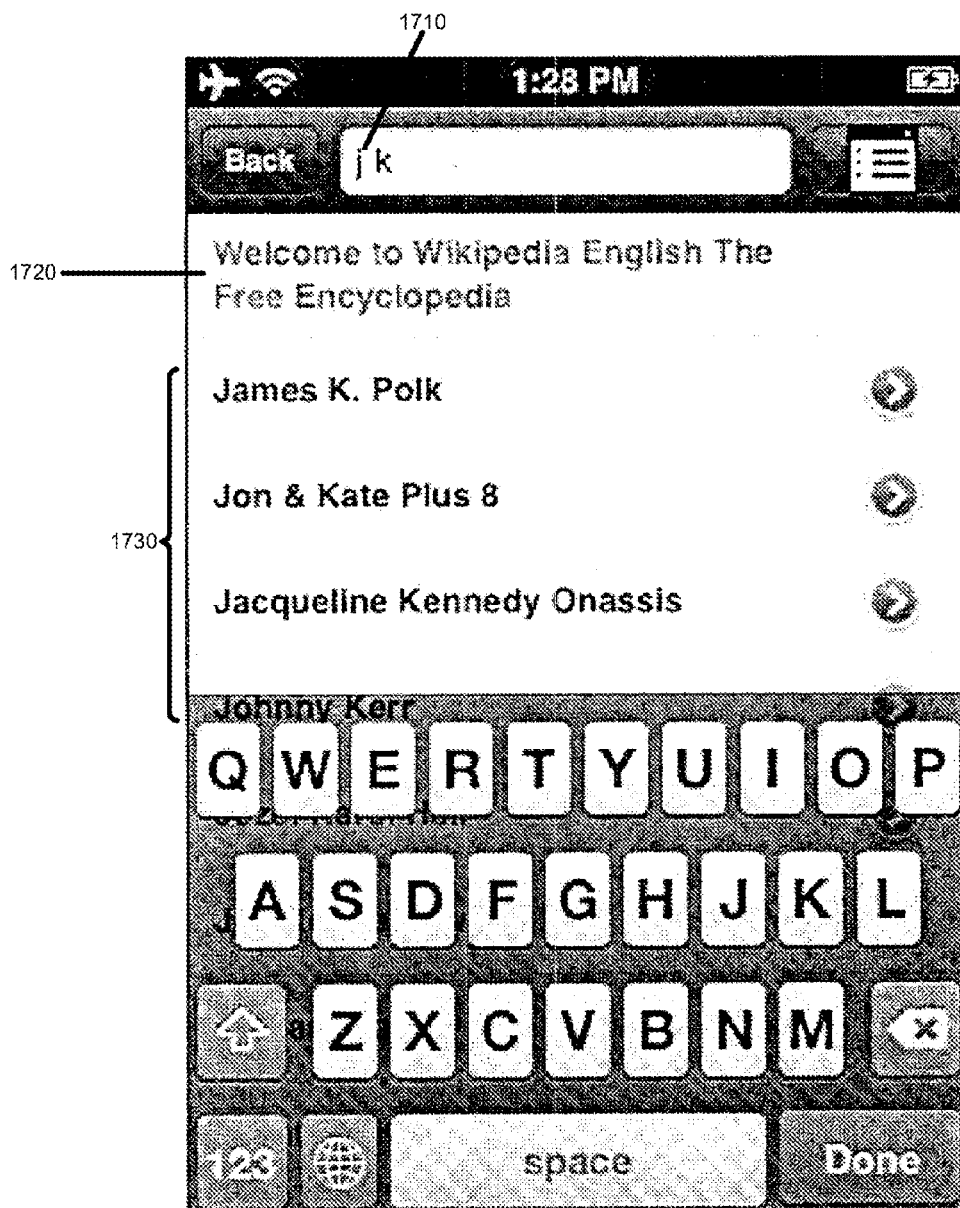 1710
1:28 PM
Back
j k
1720
Welcome to Wikipedia English The
Free Encyclopedia
James K. Polk
Jon & Kate Plus 8
1730
Jacqueline Kennedy Onassis
Johnny Kerr
Q W E R T Y U I O P
A S D F G H J K L
Z X C V B N M
123 space Done